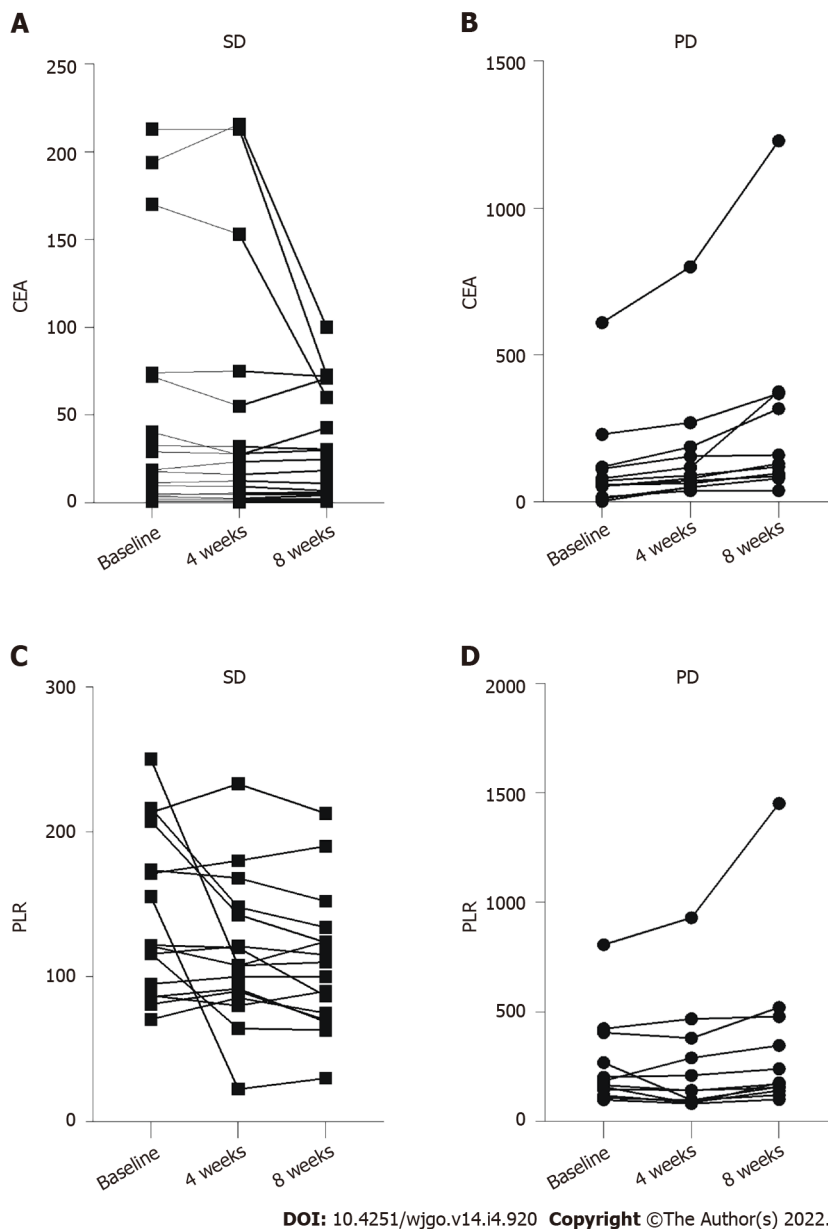 A
SD
250
200
150
100
50
0
CEA
Baseline
4 weeks
8 weeks
B
PD
1500
1000
500
0
CEA
Baseline
4 weeks
8 weeks
C
SD
300
200
100
0
PLR
Baseline
4 weeks
8 weeks
D
PD
2000
1500
1000
500
0
PLR
Baseline
4 weeks
8 weeks
DOI: 10.4251/wjgo.v14.i4.920 Copyright ©The Author(s) 2022.